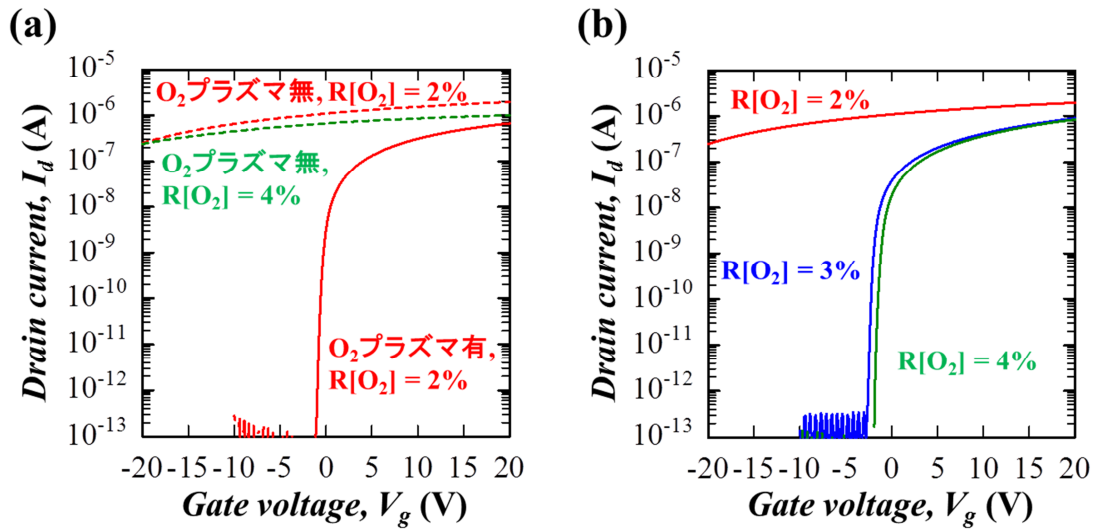 (a)
10⁻⁵
10⁻⁶
10⁻⁷
10⁻⁸
10⁻⁹
10⁻¹⁰
10⁻¹¹
10⁻¹²
10⁻¹³
Drain current, I_d (A)
O₂プラズマ無, R[O₂] = 2%
O₂プラズマ無,
R[O₂] = 4%
O₂プラズマ有,
R[O₂] = 2%
-20 -15 -10 -5 0 5 10 15 20
Gate voltage, V_g (V)
(b)
10⁻⁵
10⁻⁶
10⁻⁷
10⁻⁸
10⁻⁹
10⁻¹⁰
10⁻¹¹
10⁻¹²
10⁻¹³
Drain current, I_d (A)
R[O₂] = 2%
R[O₂] = 3%
R[O₂] = 4%
-20 -15 -10 -5 0 5 10 15 20
Gate voltage, V_g (V)